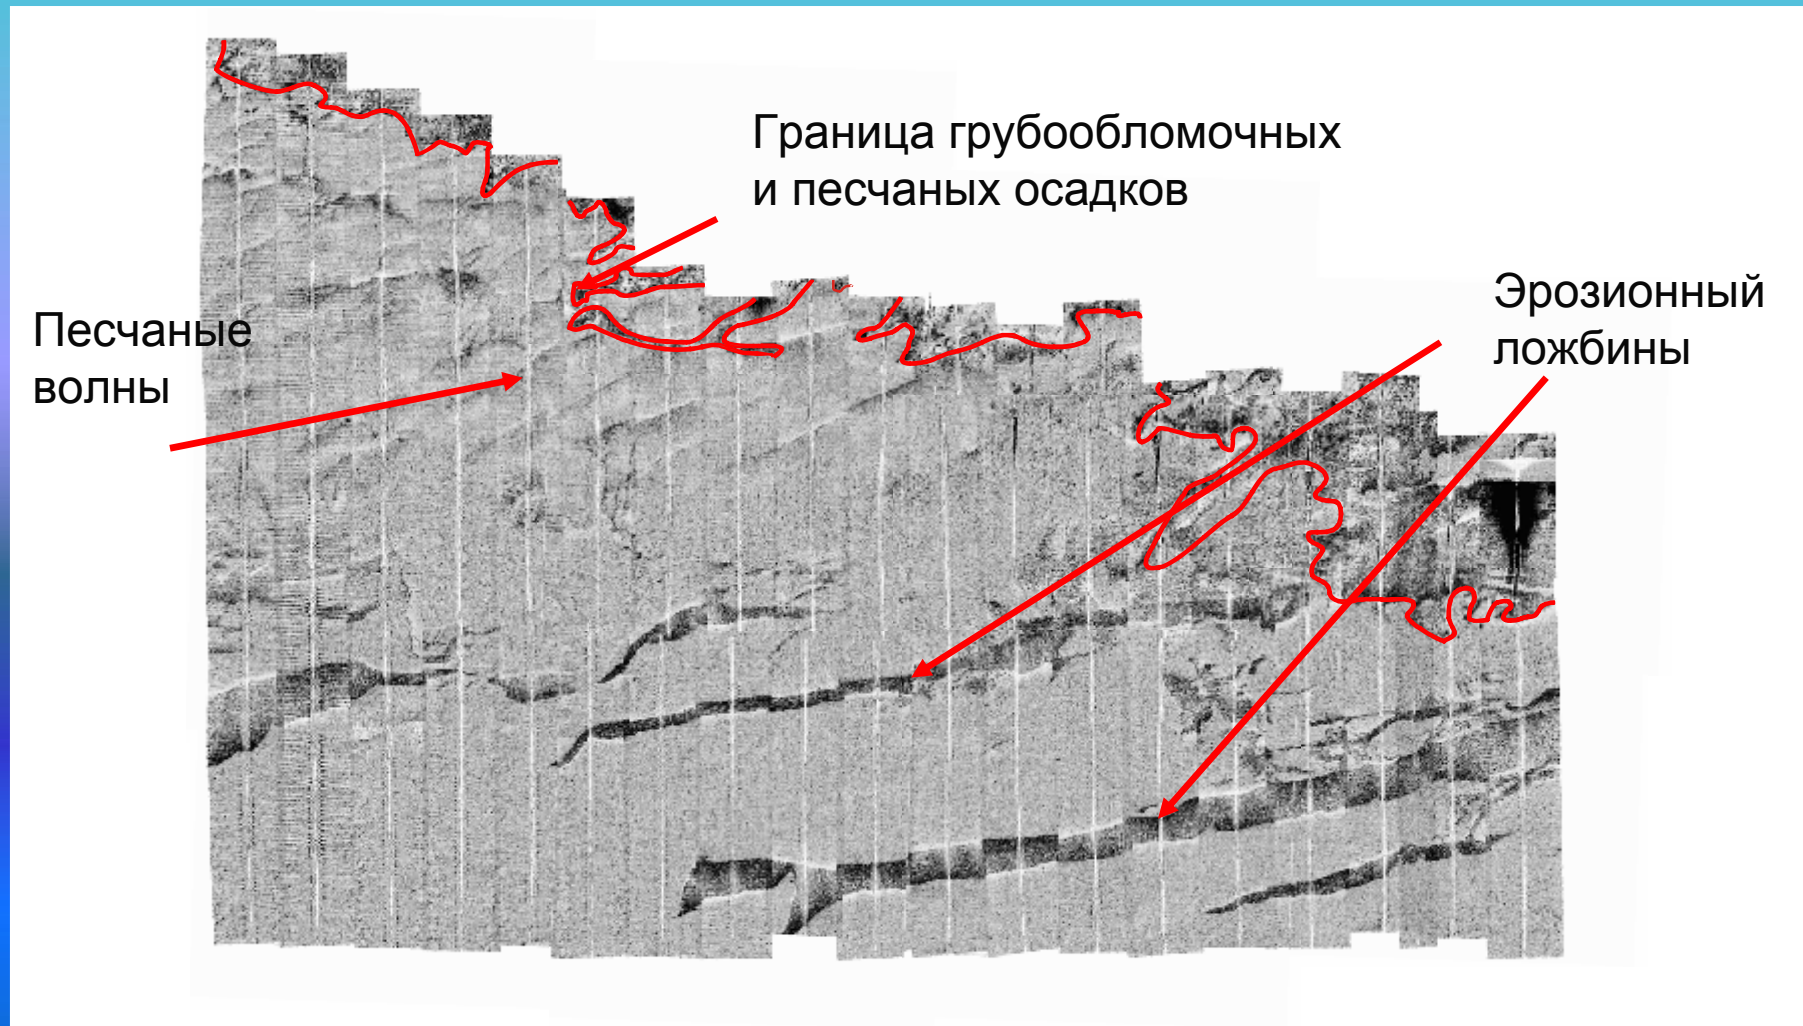 Граница грубообломочных
и песчаных осадков
Эрозионный
ложбины
Песчаные
волны